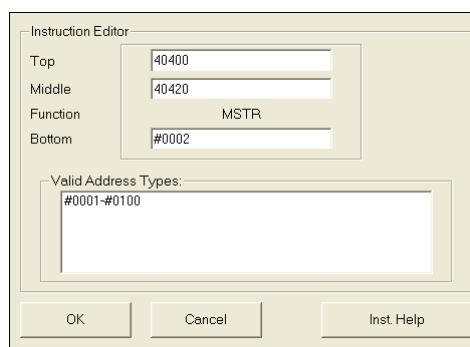 Instruction Editor
Top 40400
Middle 40420
Function MSTR
Bottom #0002
Valid Address Types:
#0001-#0100
OK Cancel Inst. Help